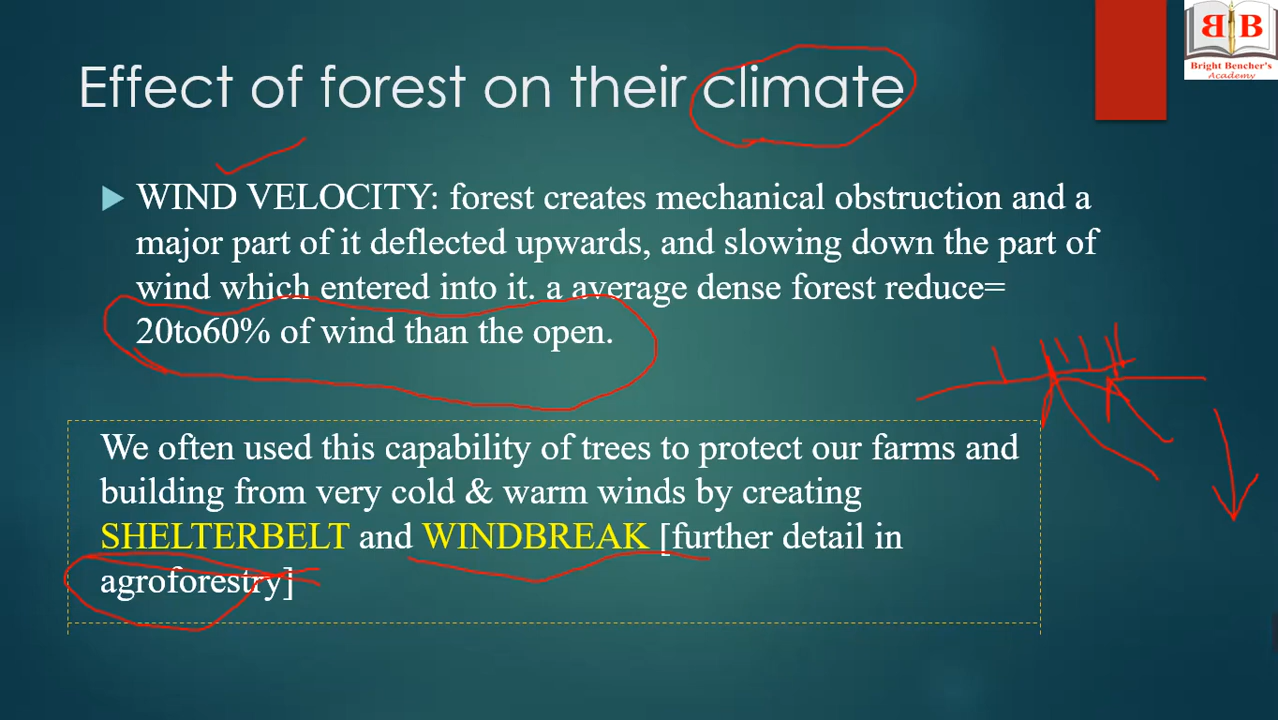 BB
Bright Bencher's
Academy
Effect of forest on their climate
WIND VELOCITY: forest creates mechanical obstruction and a
major part of it deflected upwards, and slowing down the part of
wind which entered into it. a average dense forest reduce=
20to60% of wind than the open.
We often used this capability of trees to protect our farms and
building from very cold & warm winds by creating
SHELTERBELT and WINDBREAK [further detail in
agroforestry]